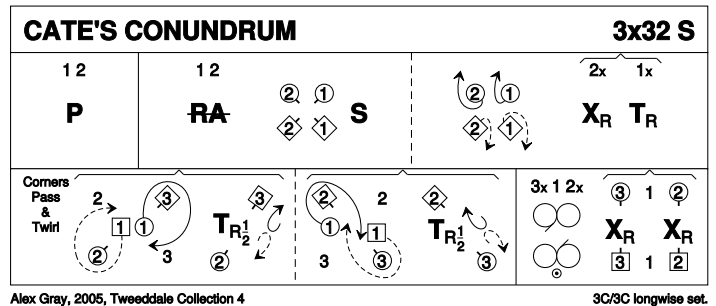 CATE'S CONUNDRUM 3x32 S
1 2 1 2 2x 1x
P RA 2 1 2 1 S 2 1 2 1 XR TR
Corners Pass & Twirl
2 3 1 1 2 3 TR½ 3 2
2 2 1 1 3 3 TR½ 2 3
3x 1 2x 3 1 2
XR XR
3 1 2
Alex Gray, 2005, Tweeddale Collection 4 3C/3C longwise set.